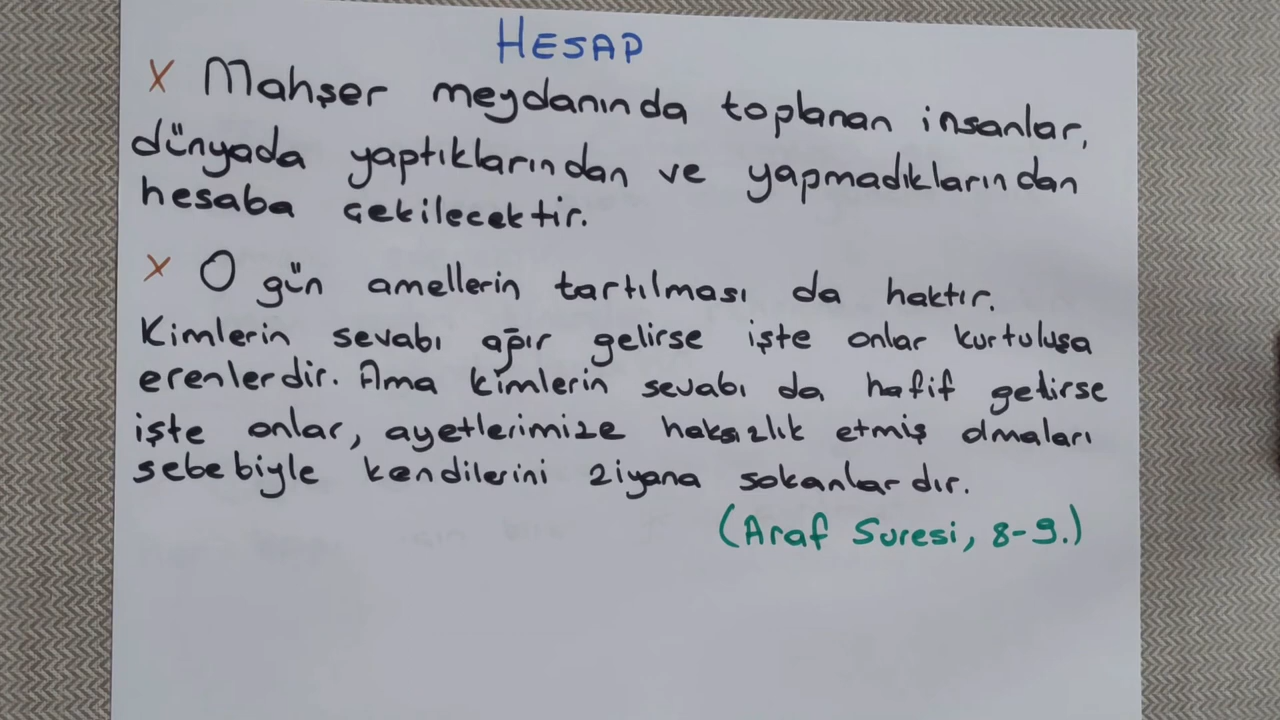 HESAP
x Mahşer meydanında toplanan insanlar,
dünyada yaptıklarından ve yapmadıklarından
hesaba çekilecektir.
x O gün amellerin tartılması da haktır.
Kimlerin sevabı ağır gelirse işte onlar kurtuluşa
erenlerdir. Ama kimlerin sevabı da hafif gelirse
işte onlar, ayetlerimize haksızlık etmiş olmaları
sebebiyle kendilerini ziyana sokanlardır.
(Araf Suresi, 8-9.)